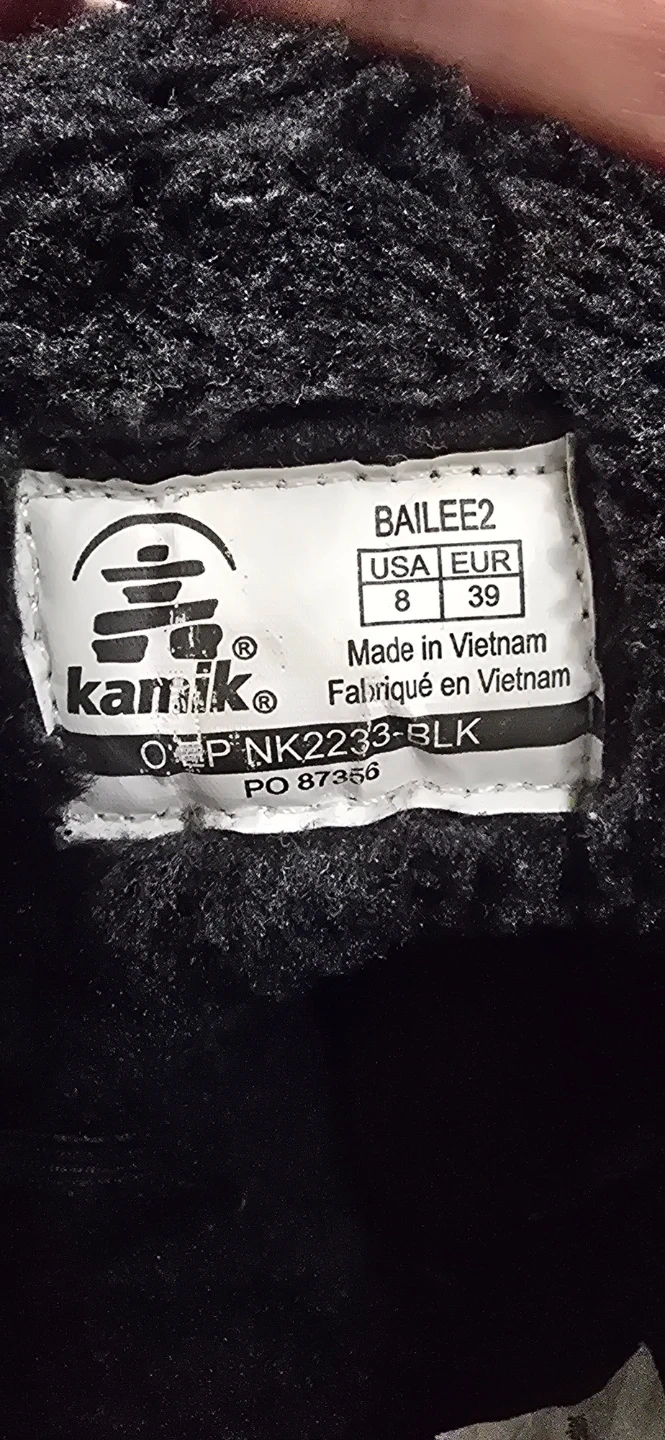 BAILEE2
USA EUR
8 39
Made in Vietnam
Fabriqué en Vietnam
®
kamik®
NK2233-BLK
PO 87356